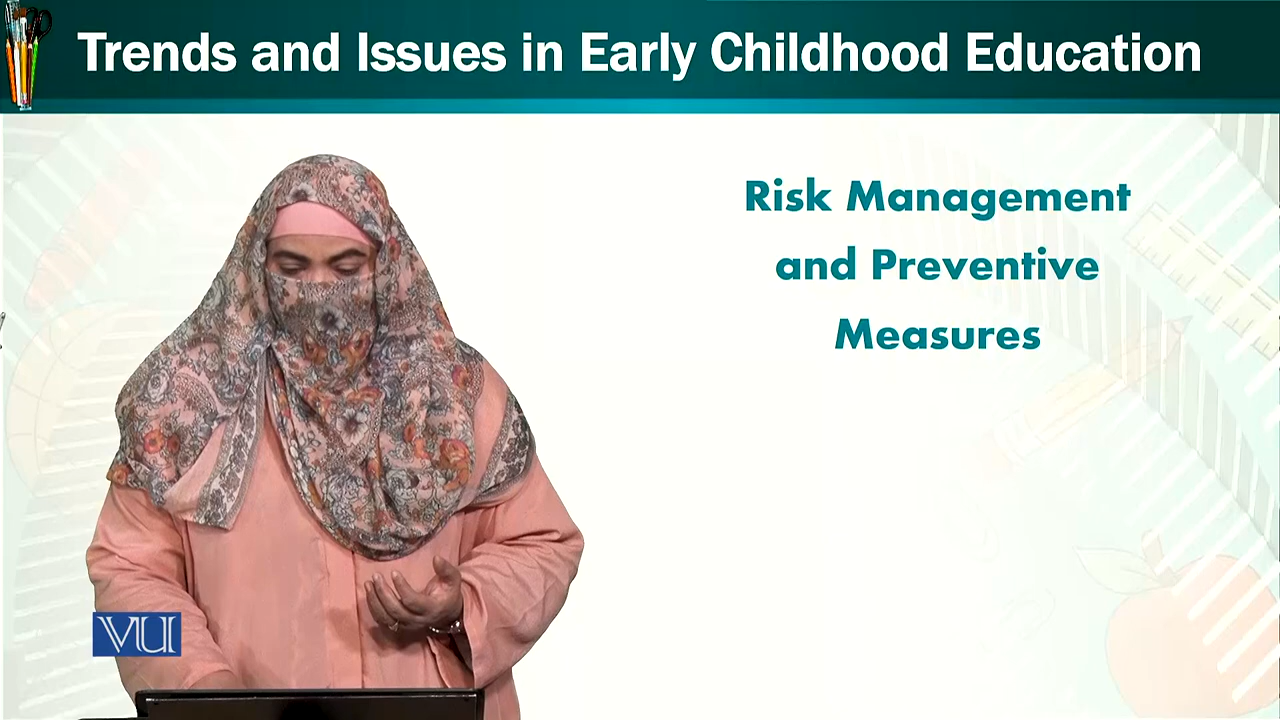 Trends and Issues in Early Childhood Education
Risk Management
and Preventive
Measures
VU